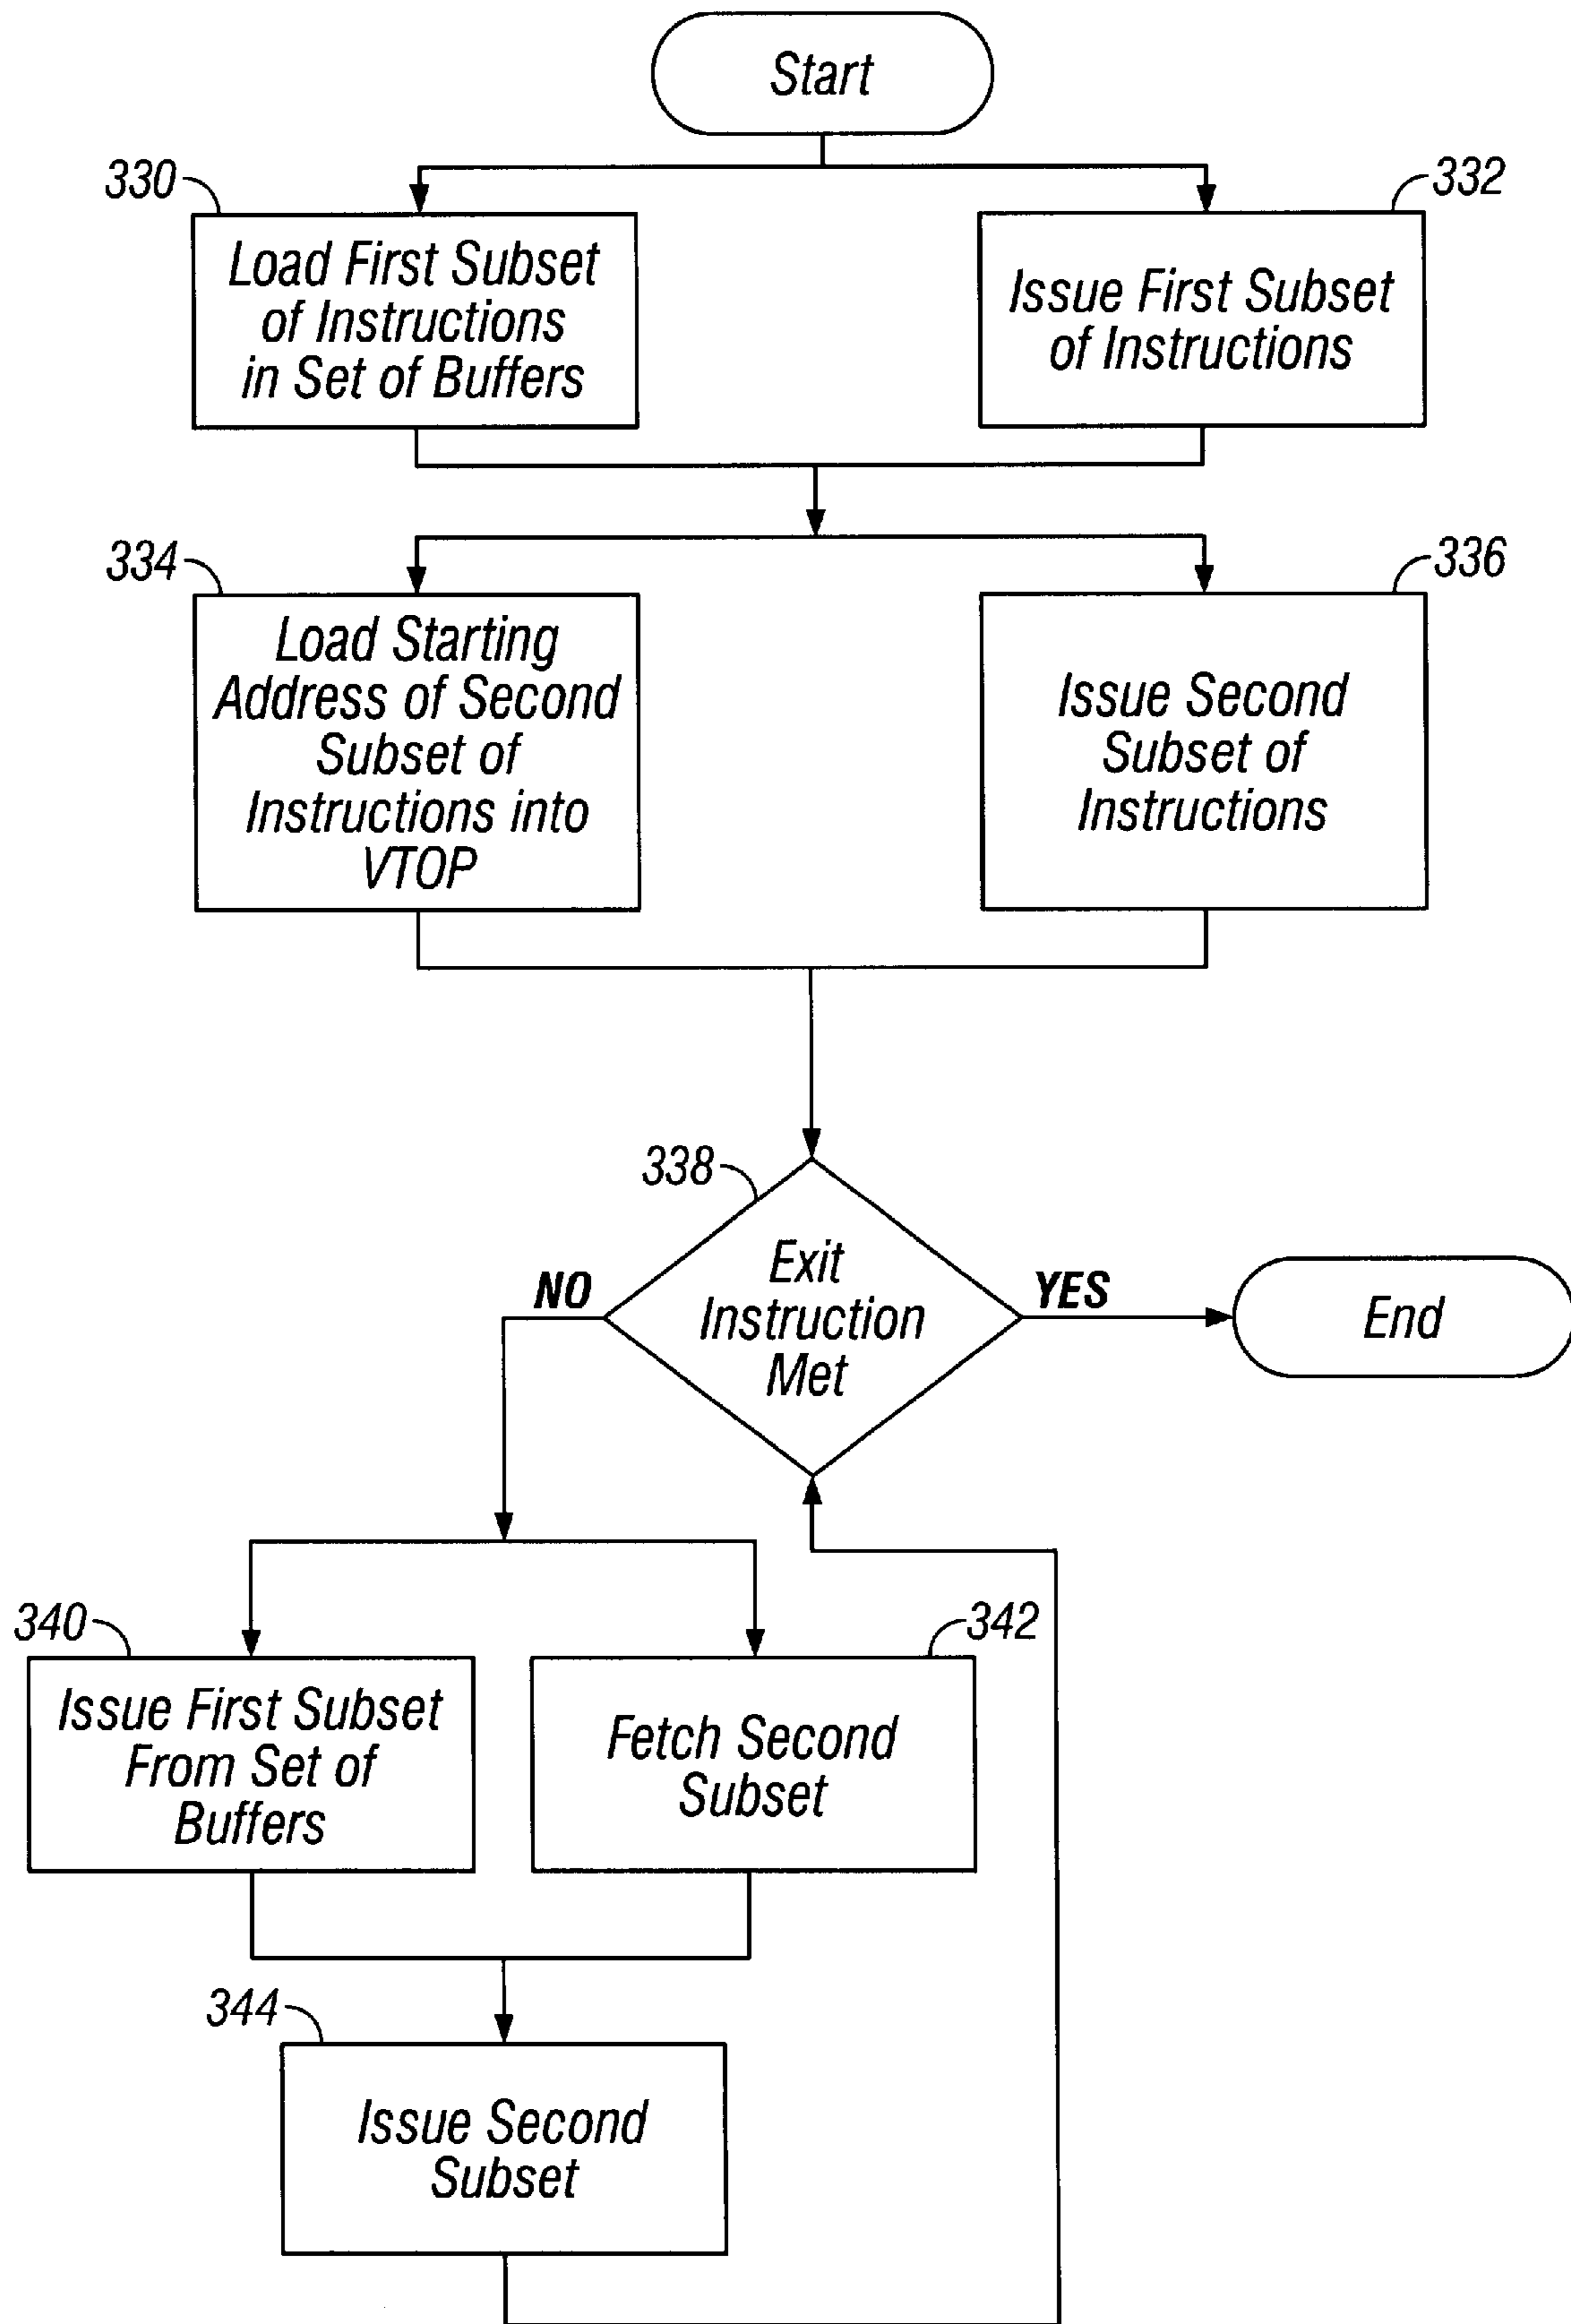 Start
330
332
Load First Subset
of Instructions
in Set of Buffers
Issue First Subset
of Instructions
334
336
Load Starting
Address of Second
Subset of
Instructions into
VTOP
Issue Second
Subset of
Instructions
338
Exit
Instruction
Met
NO
YES
End
340
342
Issue First Subset
From Set of
Buffers
Fetch Second
Subset
344
Issue Second
Subset